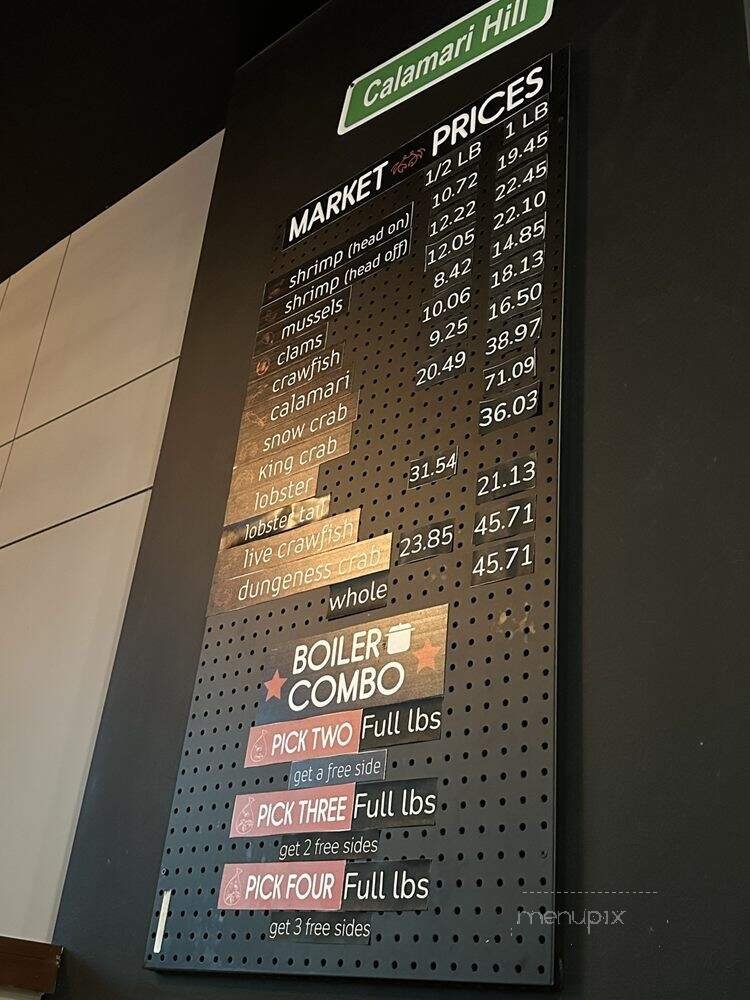 Calamari Hill
MARKET PRICES
1/2 LB 1 LB
shrimp (head on) 10.72 19.45
shrimp (head off) 12.22 22.45
mussels 12.05 22.10
clams 8.42 14.85
crawfish 10.06 18.13
calamari 9.25 16.50
snow crab 20.49 38.97
king crab 71.09
lobster 36.03
lobster tail 31.54
live crawfish 21.13
dungeness crab 23.85 45.71
whole 45.71
BOILER
COMBO
PICK TWO Full lbs
get a free side
PICK THREE Full lbs
get 2 free sides
PICK FOUR Full lbs
get 3 free sides
menupix